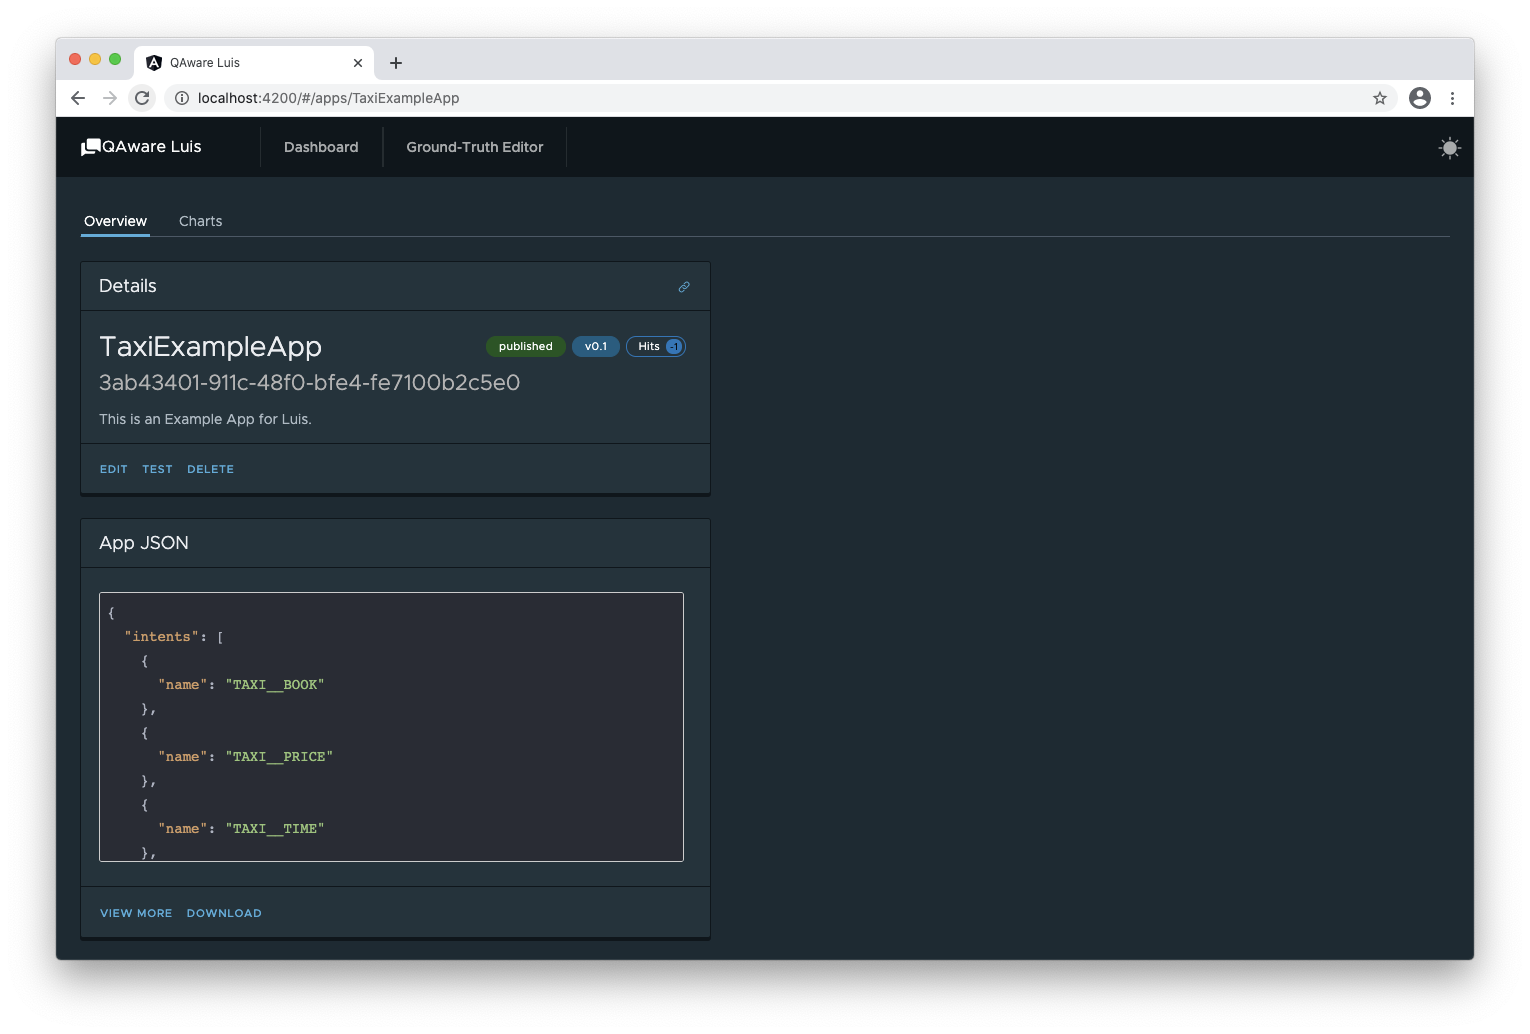 QAware Luis
localhost:4200/#/apps/TaxiExampleApp
QAware Luis Dashboard Ground-Truth Editor
Overview Charts
Details
TaxiExampleApp published v0.1 Hits -1
3ab43401-911c-48f0-bfe4-fe7100b2c5e0
This is an Example App for Luis.
EDIT TEST DELETE
App JSON
{
"intents": [
{
"name": "TAXI__BOOK"
},
{
"name": "TAXI__PRICE"
},
{
"name": "TAXI__TIME"
},
VIEW MORE DOWNLOAD